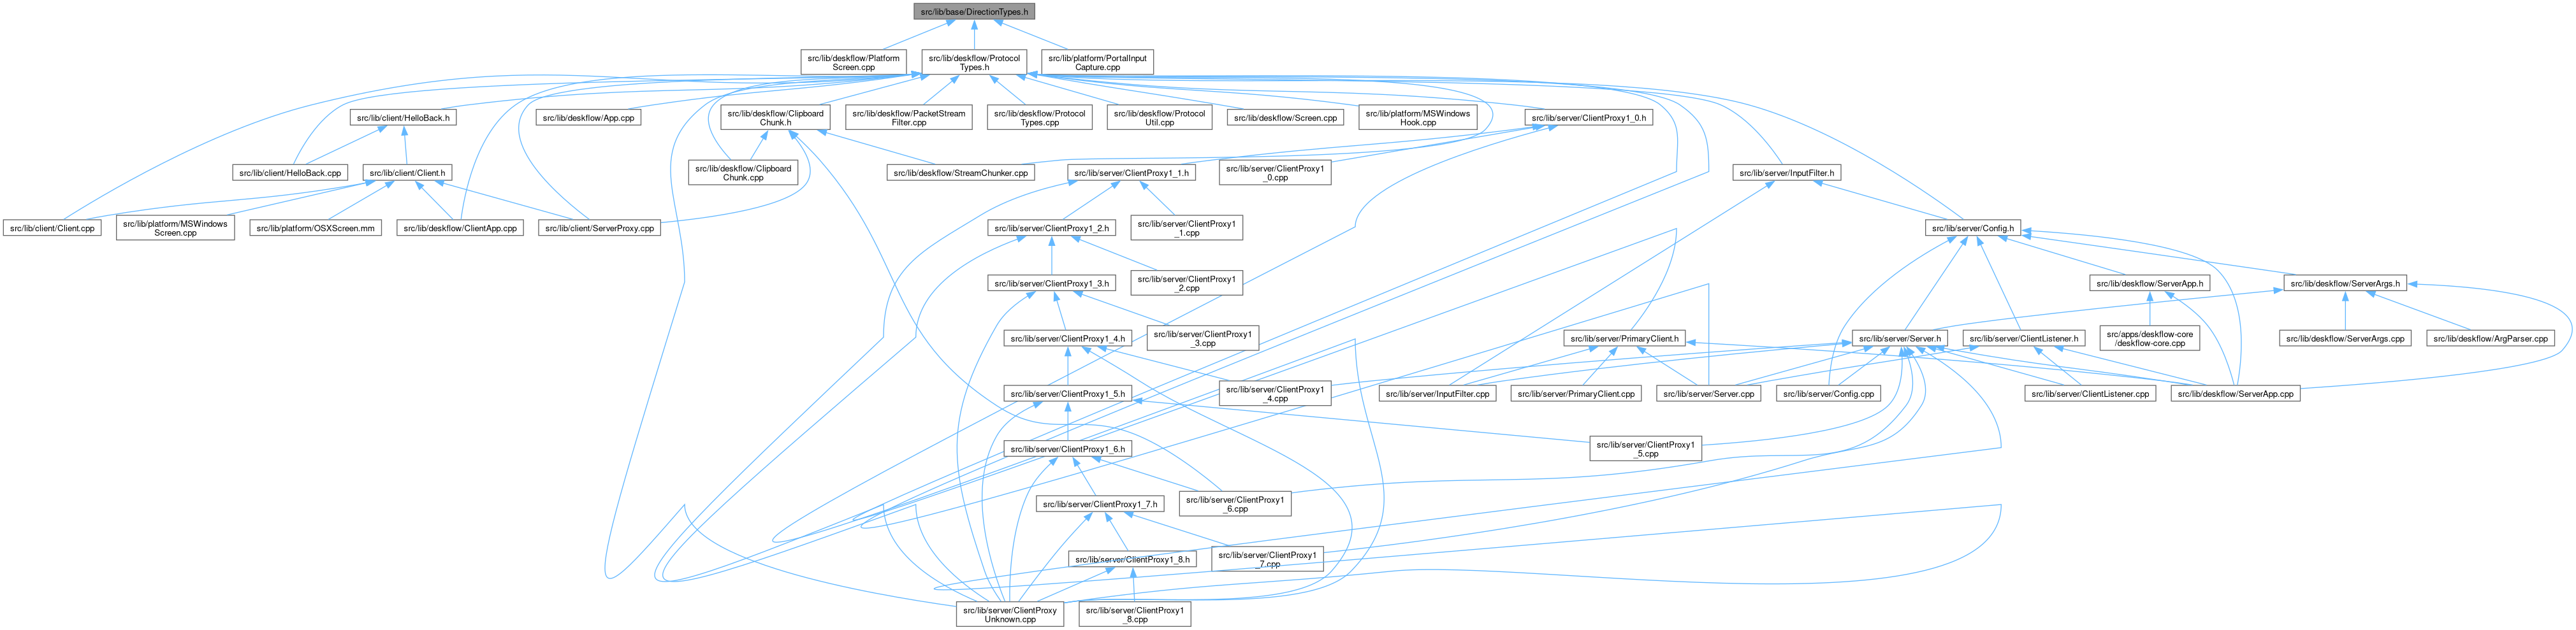 src/lib/base/DirectionTypes.h
src/lib/deskflow/Platform
Screen.cpp
src/lib/deskflow/Protocol
Types.h
src/lib/platform/PortalInput
Capture.cpp
src/lib/client/HelloBack.h
src/lib/deskflow/App.cpp
src/lib/deskflow/Clipboard
Chunk.h
src/lib/deskflow/PacketStream
Filter.cpp
src/lib/deskflow/Protocol
Types.cpp
src/lib/deskflow/Protocol
Util.cpp
src/lib/deskflow/Screen.cpp
src/lib/platform/MSWindows
Hook.cpp
src/lib/server/ClientProxy1_0.h
src/lib/client/HelloBack.cpp
src/lib/client/Client.h
src/lib/deskflow/Clipboard
Chunk.cpp
src/lib/deskflow/StreamChunker.cpp
src/lib/server/ClientProxy1_1.h
src/lib/server/ClientProxy1
_0.cpp
src/lib/server/InputFilter.h
src/lib/client/Client.cpp
src/lib/platform/MSWindows
Screen.cpp
src/lib/platform/OSXScreen.mm
src/lib/deskflow/ClientApp.cpp
src/lib/client/ServerProxy.cpp
src/lib/server/ClientProxy1_2.h
src/lib/server/ClientProxy1
_1.cpp
src/lib/server/Config.h
src/lib/server/ClientProxy1_3.h
src/lib/server/ClientProxy1
_2.cpp
src/lib/deskflow/ServerApp.h
src/lib/deskflow/ServerArgs.h
src/lib/server/ClientProxy1_4.h
src/lib/server/ClientProxy1
_3.cpp
src/lib/server/PrimaryClient.h
src/lib/server/Server.h
src/lib/server/ClientListener.h
src/apps/deskflow-core
/deskflow-core.cpp
src/lib/deskflow/ServerArgs.cpp
src/lib/deskflow/ArgParser.cpp
src/lib/server/ClientProxy1_5.h
src/lib/server/ClientProxy1
_4.cpp
src/lib/server/InputFilter.cpp
src/lib/server/PrimaryClient.cpp
src/lib/server/Server.cpp
src/lib/server/Config.cpp
src/lib/server/ClientListener.cpp
src/lib/deskflow/ServerApp.cpp
src/lib/server/ClientProxy1_6.h
src/lib/server/ClientProxy1
_5.cpp
src/lib/server/ClientProxy1_7.h
src/lib/server/ClientProxy1
_6.cpp
src/lib/server/ClientProxy1_8.h
src/lib/server/ClientProxy1
_7.cpp
src/lib/server/ClientProxy
Unknown.cpp
src/lib/server/ClientProxy1
_8.cpp